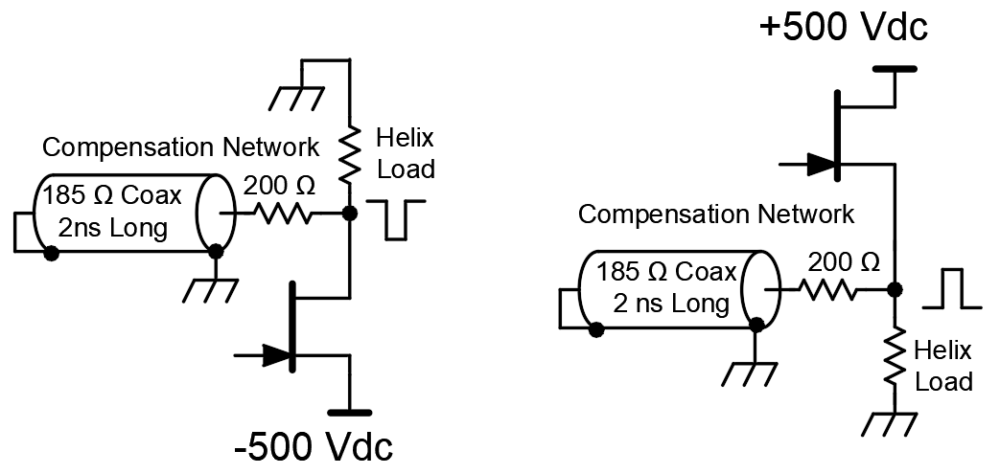 Compensation Network
Helix
Load
185 Ω Coax
2ns Long
200 Ω
-500 Vdc
+500 Vdc
Compensation Network
185 Ω Coax
2 ns Long
200 Ω
Helix
Load